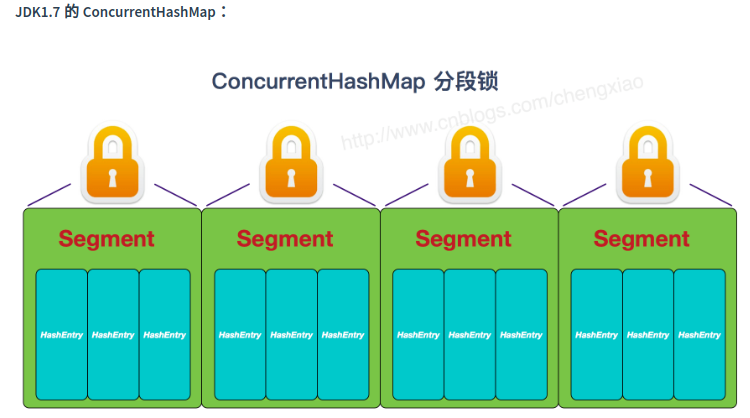 JDK1.7 的 ConcurrentHashMap：
ConcurrentHashMap 分段锁
http://www.cnblogs.com/chengxiao
Segment Segment Segment Segment
HashEntry HashEntry HashEntry HashEntry HashEntry HashEntry HashEntry HashEntry HashEntry HashEntry HashEntry HashEntry